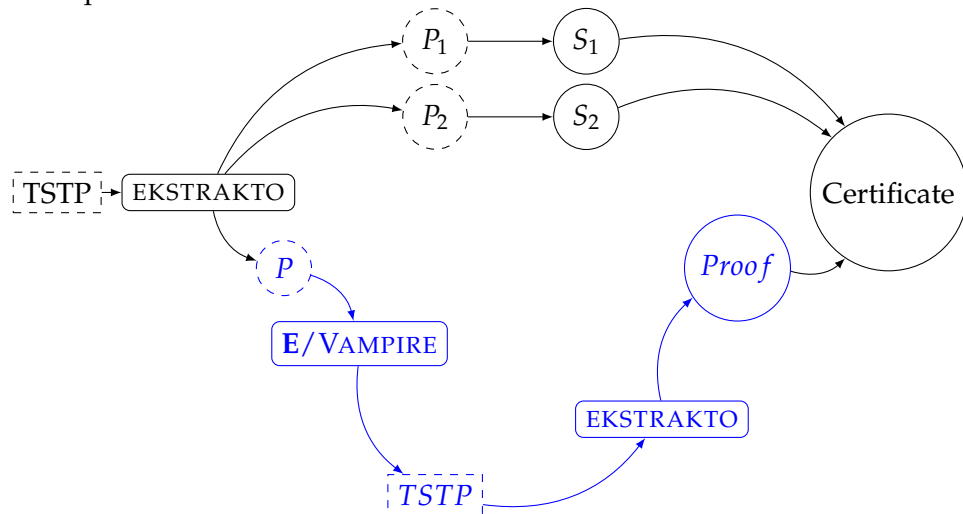 P₁ S₁
P₂ S₂
TSTP EKSTRAKTO Certificate
P Proof
E/VAMPIRE
EKSTRAKTO
TSTP